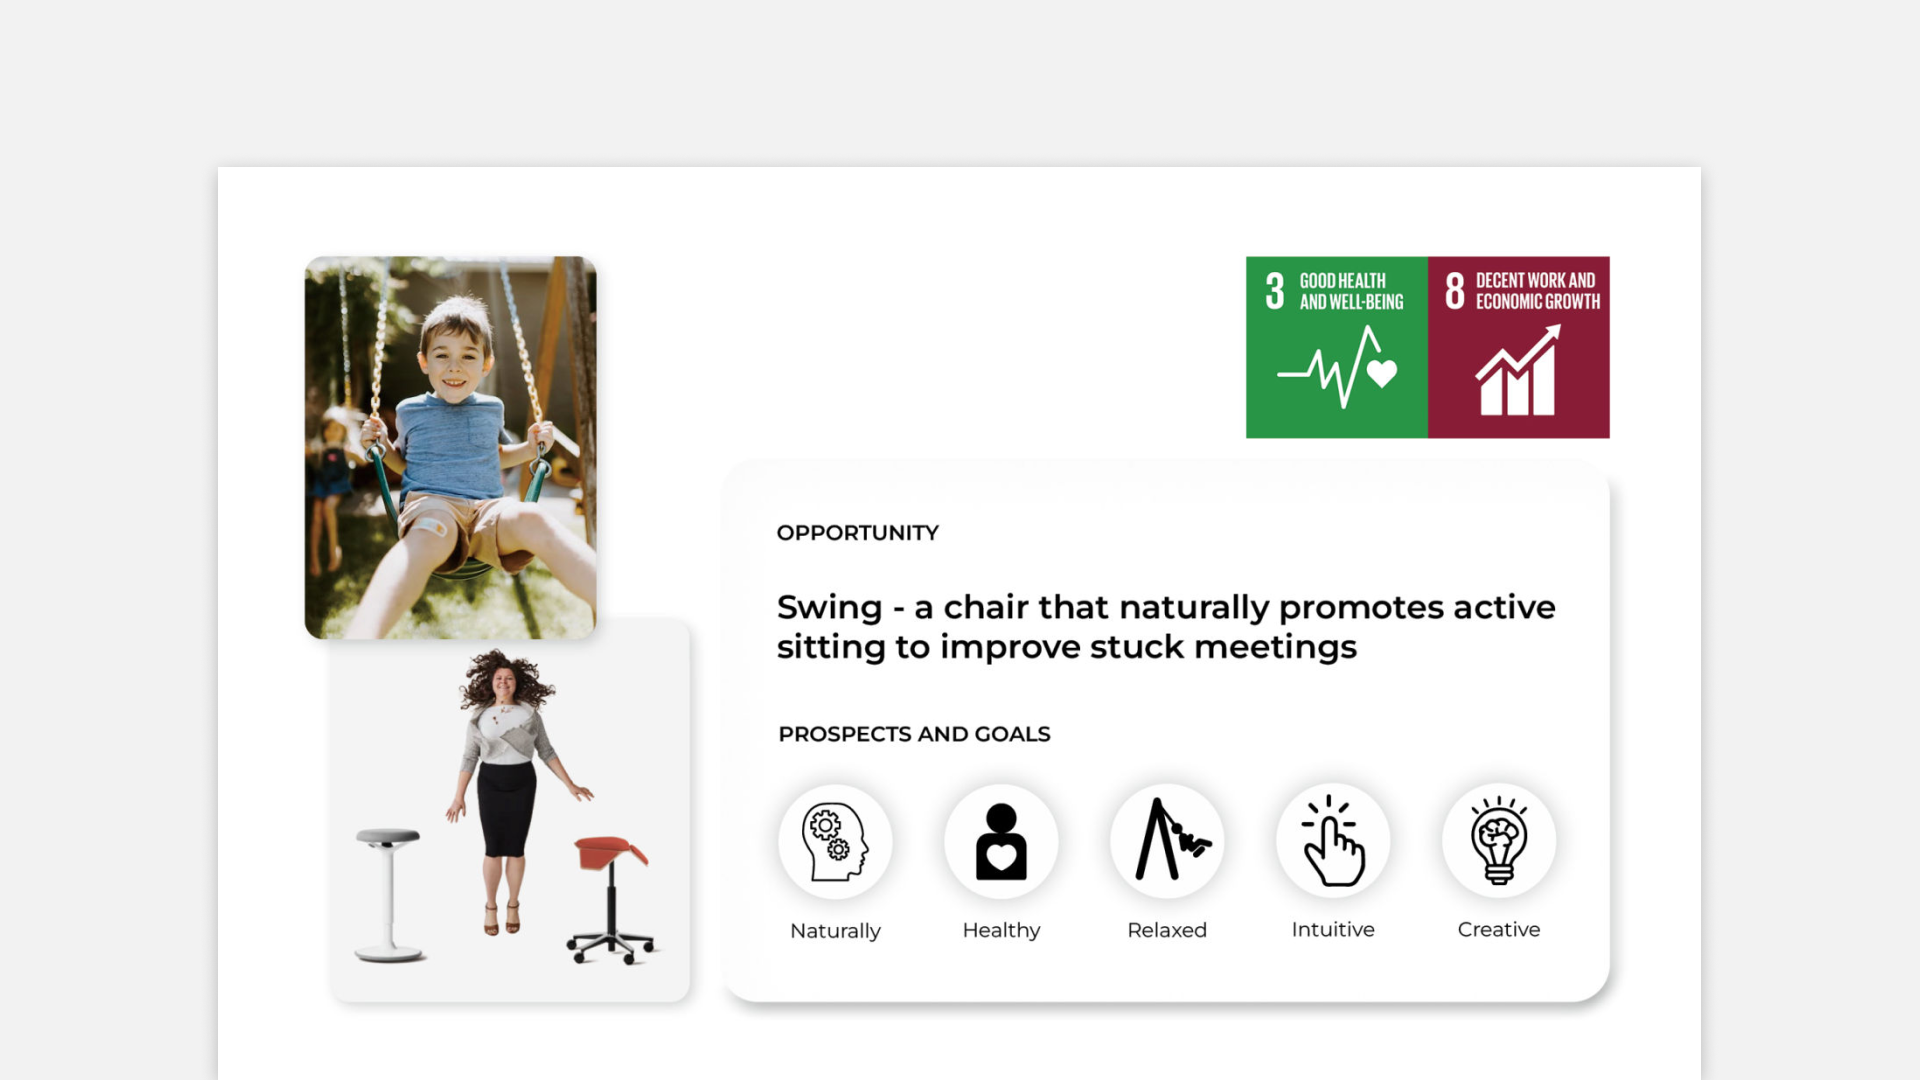 3 GOOD HEALTH
AND WELL-BEING
8 DECENT WORK AND
ECONOMIC GROWTH
OPPORTUNITY
Swing - a chair that naturally promotes active
sitting to improve stuck meetings
PROSPECTS AND GOALS
Naturally
Healthy
Relaxed
Intuitive
Creative